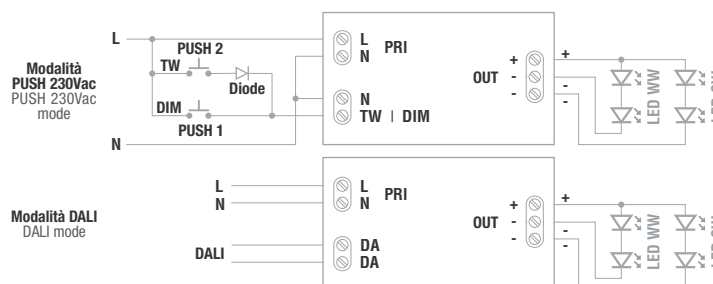 Modalità
PUSH 230Vac
PUSH 230Vac
mode
L
PUSH 2
TW
Diode
DIM
PUSH 1
N
L
N
PRI
N
TW | DIM
OUT
+
-
-
+
-
-
LED WW
Modalità DALI
DALI mode
L
N
DALI
L
N
PRI
DA
DA
OUT
+
-
-
+
-
-
LED WW